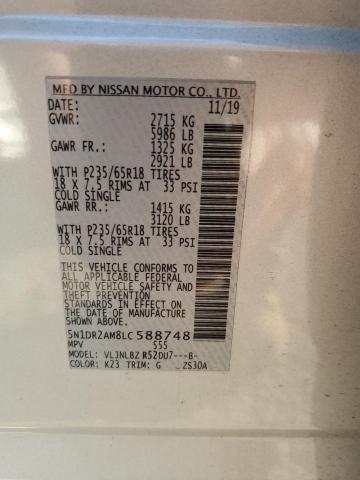 MFD BY NISSAN MOTOR CO., LTD.
DATE: 11/19
GVWR: 2715 KG
5986 LB
GAWR FR: 1325 KG
2921 LB
WITH P235/65R18 TIRES
18 X 7.5 RIMS AT 33 PSI
COLD SINGLE
GAWR RR: 1415 KG
3120 LB
WITH P235/65R18 TIRES
18 X 7.5 RIMS AT 33 PSI
COLD SINGLE
THIS VEHICLE CONFORMS TO
ALL APPLICABLE FEDERAL
MOTOR VEHICLE SAFETY
STANDARDS IN EFFECT ON
THE DATE OF MANUFACTURE
SHOWN ABOVE
5N1DR2AM8LC588748
MPV 555
MODEL: VLJNLBZ R52DU7---B-
COLOR: K23 TRIM: G ZS30A